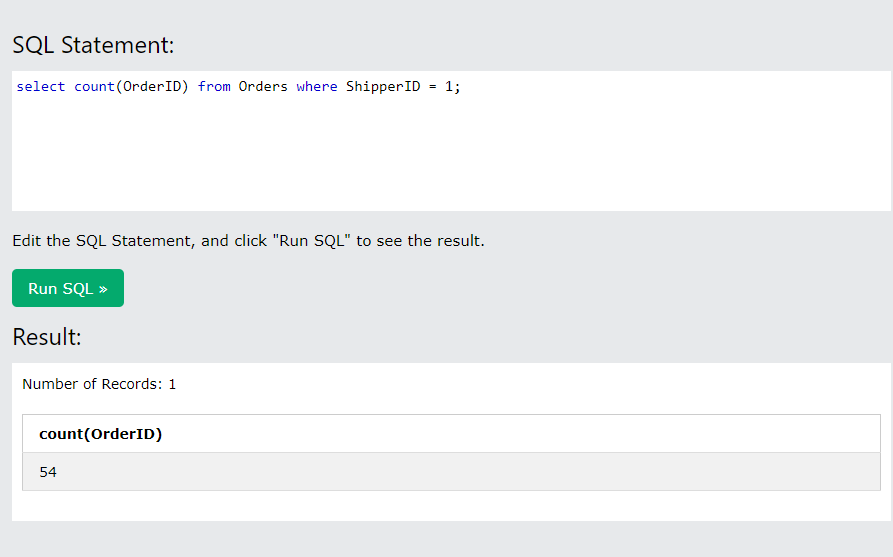 SQL Statement:
select count(OrderID) from Orders where ShipperID = 1;
Edit the SQL Statement, and click "Run SQL" to see the result.
Run SQL »
Result:
Number of Records: 1
count(OrderID)
54